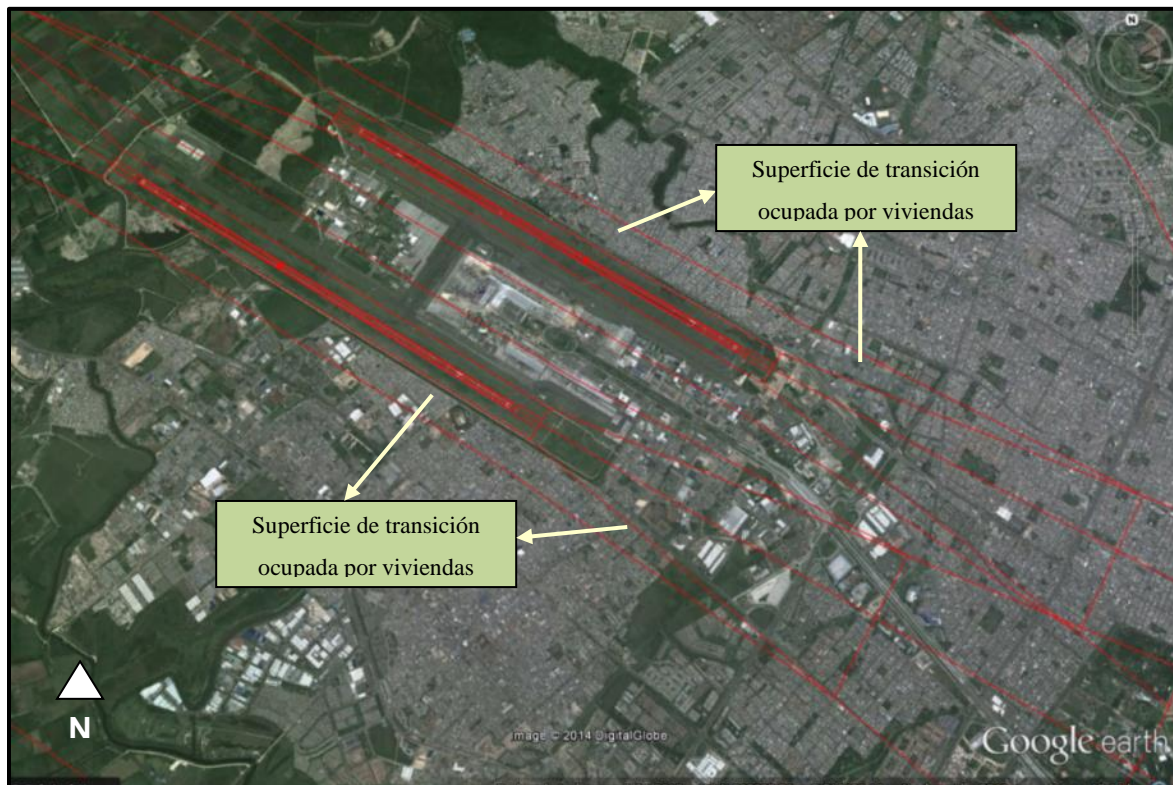 N
Superficie de transición
ocupada por viviendas
Superficie de transición
ocupada por viviendas
N
Image © 2014 DigitalGlobe
Google earth